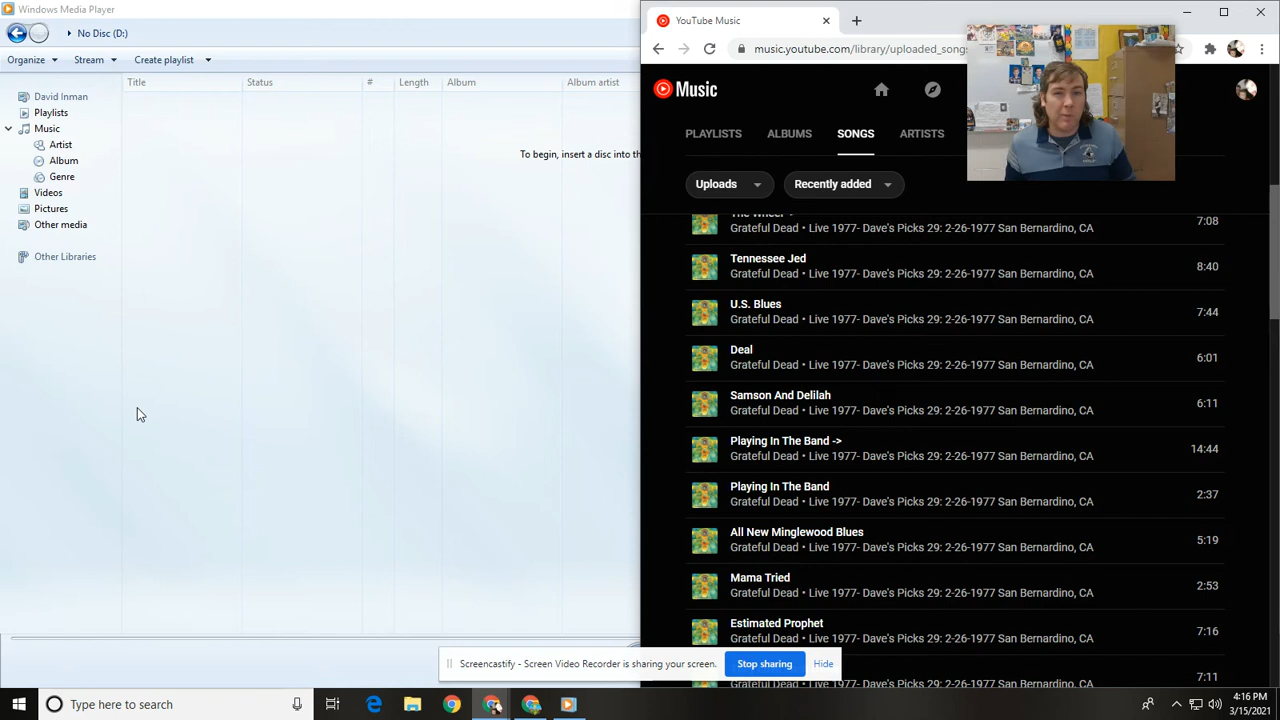 Windows Media Player
No Disc (D:)
Organize
Stream
Create playlist
Title
Status
#
Length
Album
Album artist
David Inman
Playlists
Music
Artist
Album
Genre
Videos
Pictures
Other media
Other Libraries
To begin, insert a disc into th
YouTube Music
music.youtube.com/library/uploaded_songs
Music
PLAYLISTS
ALBUMS
SONGS
ARTISTS
Uploads
Recently added
The Wheel ->
Grateful Dead • Live 1977- Dave's Picks 29: 2-26-1977 San Bernardino, CA
7:08
Tennessee Jed
Grateful Dead • Live 1977- Dave's Picks 29: 2-26-1977 San Bernardino, CA
8:40
U.S. Blues
Grateful Dead • Live 1977- Dave's Picks 29: 2-26-1977 San Bernardino, CA
7:44
Deal
Grateful Dead • Live 1977- Dave's Picks 29: 2-26-1977 San Bernardino, CA
6:01
Samson And Delilah
Grateful Dead • Live 1977- Dave's Picks 29: 2-26-1977 San Bernardino, CA
6:11
Playing In The Band ->
Grateful Dead • Live 1977- Dave's Picks 29: 2-26-1977 San Bernardino, CA
14:44
Playing In The Band
Grateful Dead • Live 1977- Dave's Picks 29: 2-26-1977 San Bernardino, CA
2:37
All New Minglewood Blues
Grateful Dead • Live 1977- Dave's Picks 29: 2-26-1977 San Bernardino, CA
5:19
Mama Tried
Grateful Dead • Live 1977- Dave's Picks 29: 2-26-1977 San Bernardino, CA
2:53
Estimated Prophet
Grateful Dead • Live 1977- Dave's Picks 29: 2-26-1977 San Bernardino, CA
7:16
7:11
Screencastify - Screen Video Recorder is sharing your screen.
Stop sharing
Hide
Type here to search
4:16 PM
3/15/2021